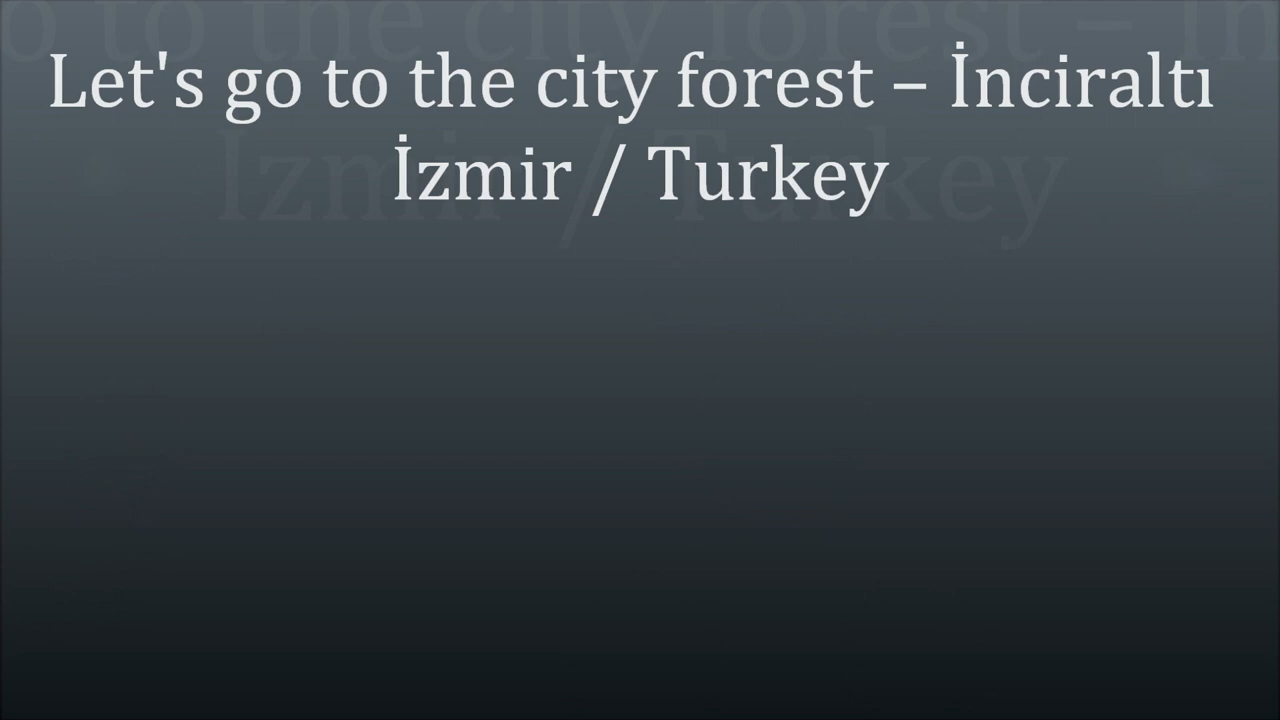 Let's go to the city forest – İnciraltı
İzmir / Turkey